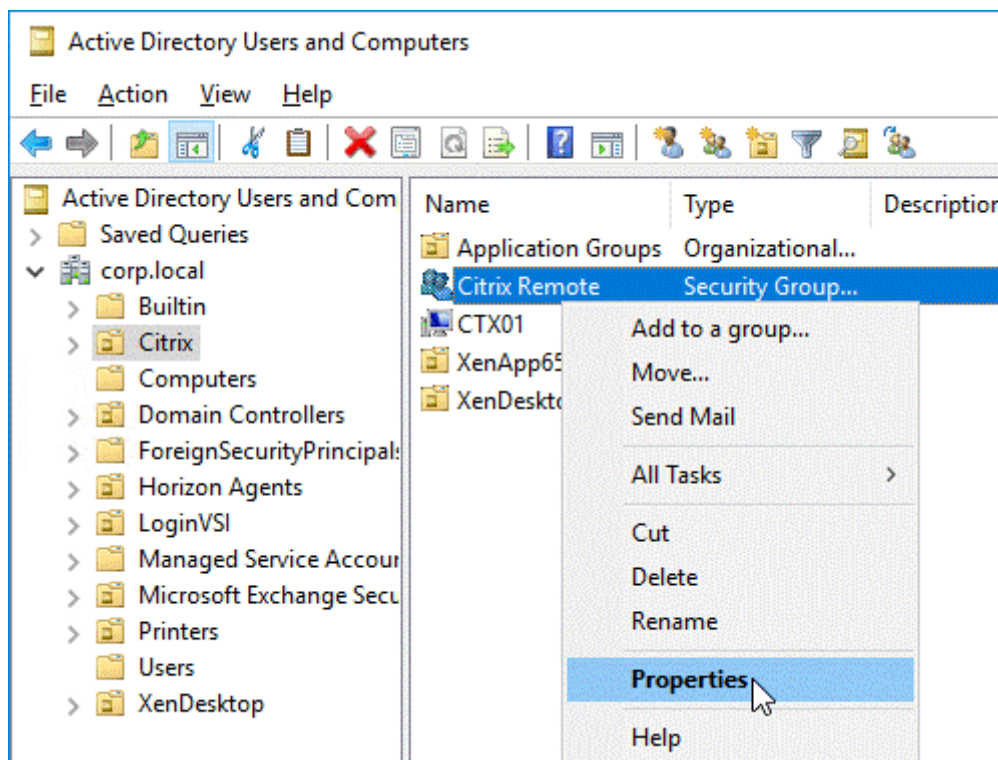 Active Directory Users and Computers
File Action View Help
Active Directory Users and Com
Saved Queries
corp.local
Builtin
Citrix
Computers
Domain Controllers
ForeignSecurityPrincipal
Horizon Agents
LoginVSI
Managed Service Accour
Microsoft Exchange Secu
Printers
Users
XenDesktop
Name Type Description
Application Groups Organizational...
Citrix Remote Security Group...
CTX01
XenApp65
XenDeskto
Add to a group...
Move...
Send Mail
All Tasks >
Cut
Delete
Rename
Properties
Help